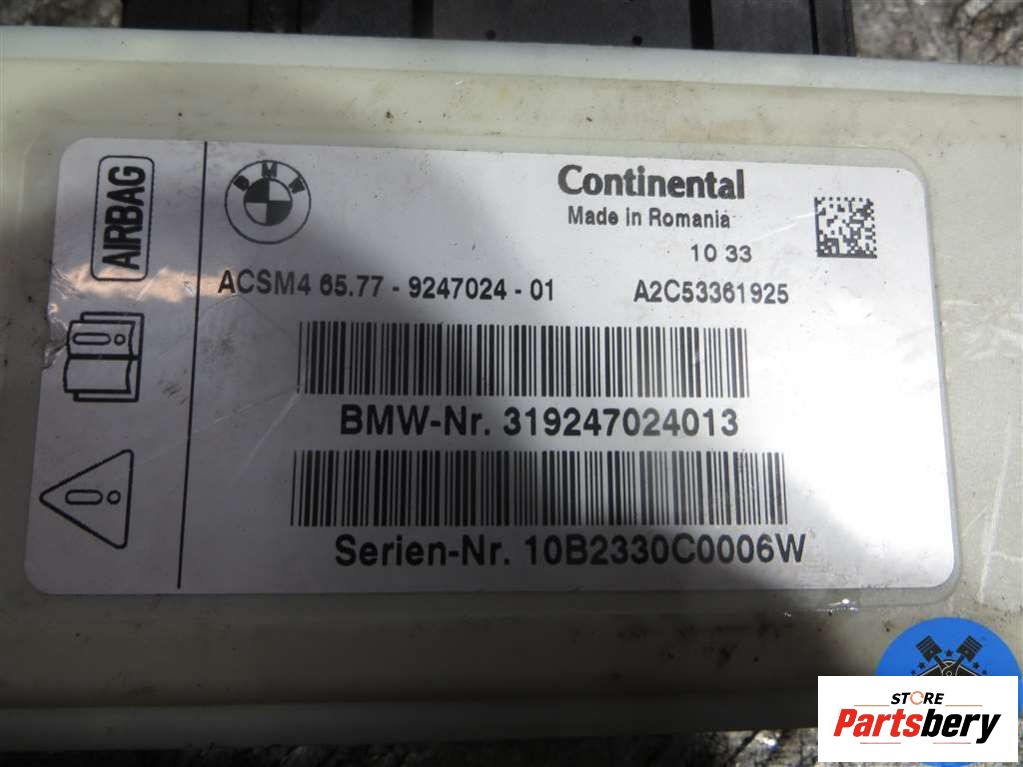 AIRBAG
BMW
Continental
Made in Romania
10 33
ACSM4 65.77 - 9247024 - 01 A2C53361925
BMW-Nr. 319247024013
Serien-Nr. 10B2330C0006W
STORE
Partsbery